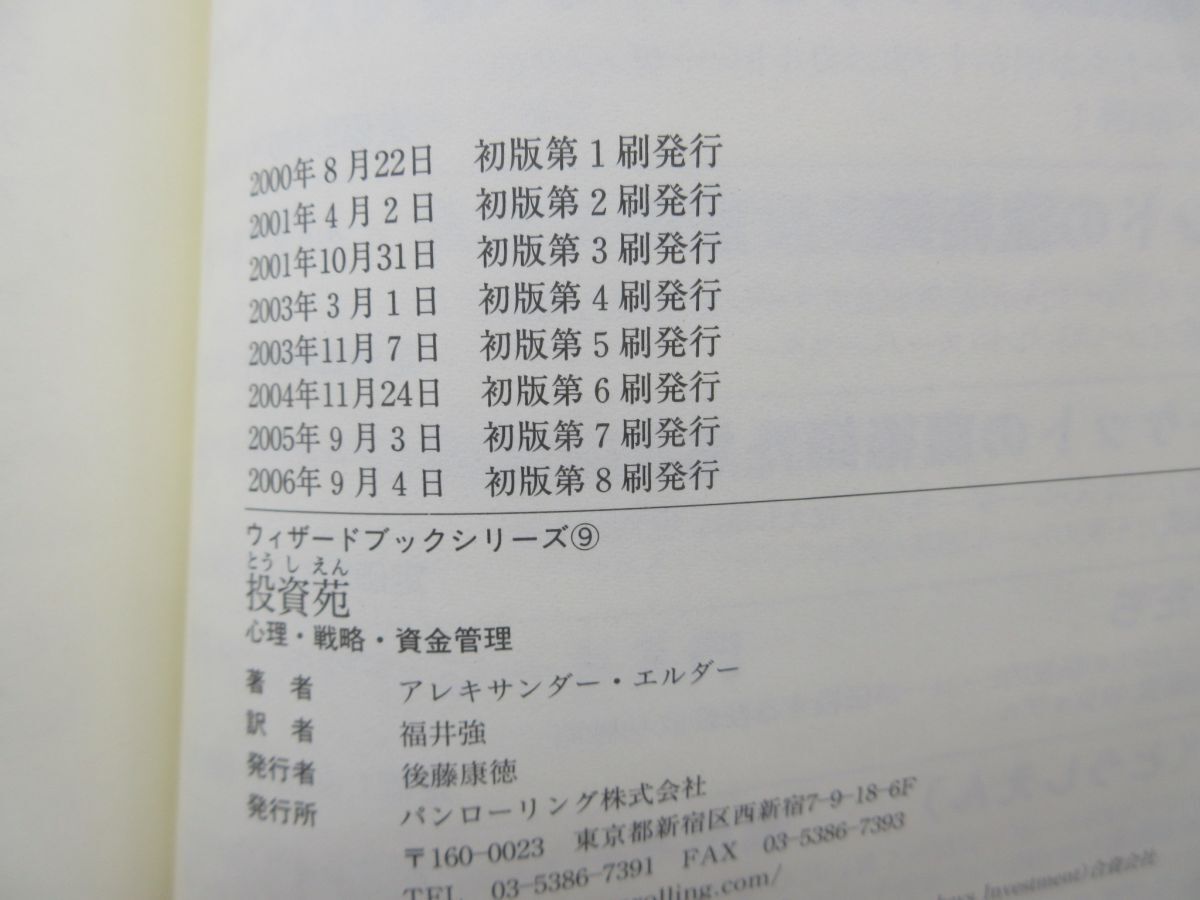 2000年8月22日　初版第1刷発行
2001年4月2日　初版第2刷発行
2001年10月31日　初版第3刷発行
2003年3月1日　初版第4刷発行
2003年11月7日　初版第5刷発行
2004年11月24日　初版第6刷発行
2005年9月3日　初版第7刷発行
2006年9月4日　初版第8刷発行
ウィザードブックシリーズ⑨
とうしえん
投資苑
心理・戦略・資金管理
著者　アレキサンダー・エルダー
訳者　福井強
発行者　後藤康徳
発行所　パンローリング株式会社
〒160-0023　東京都新宿区西新宿7-9-18-6F
TEL　03-5386-7391　FAX　03-5386-7393
rolling.com/
Investment)合資会社